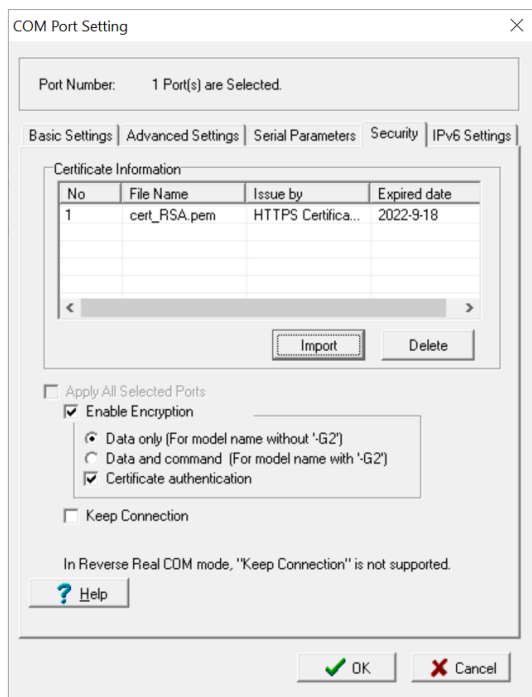 COM Port Setting
Port Number: 1 Port(s) are Selected.
Basic Settings Advanced Settings Serial Parameters Security IPv6 Settings
Certificate Information
No File Name Issue by Expired date
1 cert_RSA.pem HTTPS Certifica... 2022-9-18
Import Delete
Apply All Selected Ports
Enable Encryption
Data only (For model name without '-G2')
Data and command (For model name with '-G2')
Certificate authentication
Keep Connection
In Reverse Real COM mode, "Keep Connection" is not supported.
? Help
OK Cancel